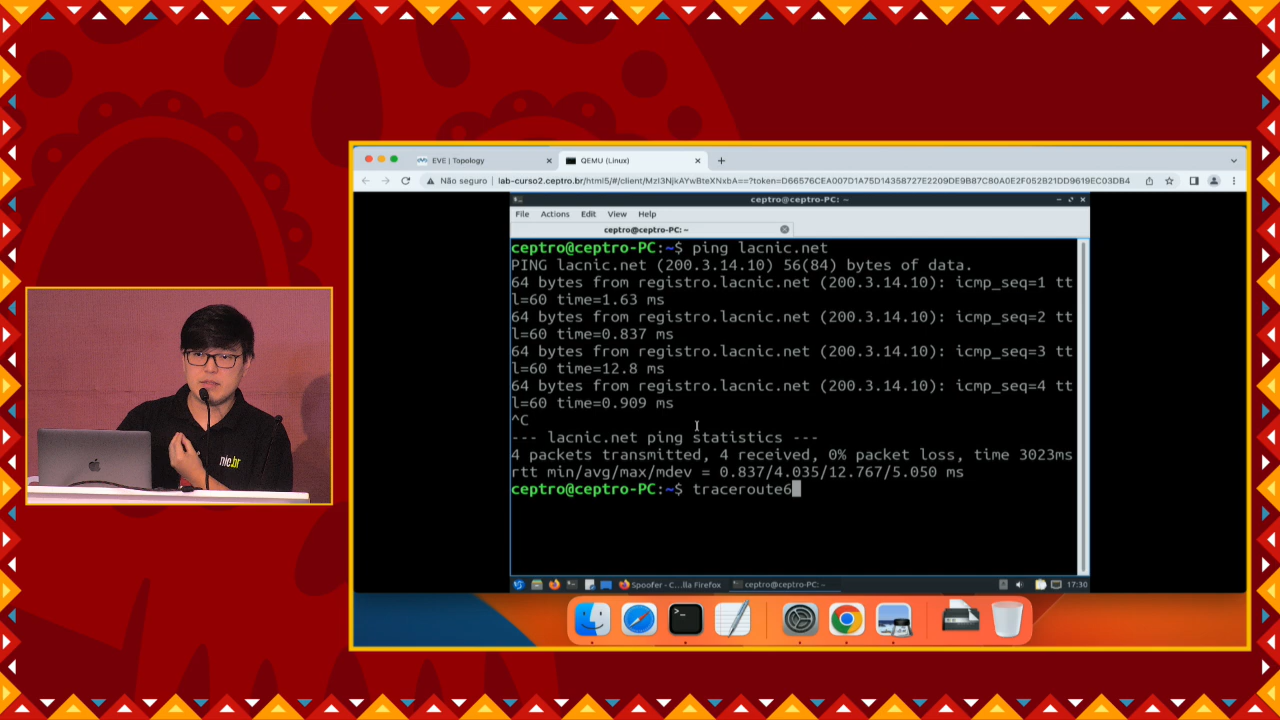 EVE | Topology
QEMU (Linux)
Não seguro
lab-curso2.ceptro.br/html5/#/client/MzI3NjkAYwBteXNxbA==?token=D66576CEA007D1A75D14358727E2209DE9B87C80A0E2F052B21DD9619EC03DB4
ceptro@ceptro-PC: ~
File Actions Edit View Help
ceptro@ceptro-PC: ~
ceptro@ceptro-PC:~$ ping lacnic.net
PING lacnic.net (200.3.14.10) 56(84) bytes of data.
64 bytes from registro.lacnic.net (200.3.14.10): icmp_seq=1 tt
l=60 time=1.63 ms
64 bytes from registro.lacnic.net (200.3.14.10): icmp_seq=2 tt
l=60 time=0.837 ms
64 bytes from registro.lacnic.net (200.3.14.10): icmp_seq=3 tt
l=60 time=12.8 ms
64 bytes from registro.lacnic.net (200.3.14.10): icmp_seq=4 tt
l=60 time=0.909 ms
^C
--- lacnic.net ping statistics ---
4 packets transmitted, 4 received, 0% packet loss, time 3023ms
rtt min/avg/max/mdev = 0.837/4.035/12.767/5.050 ms
ceptro@ceptro-PC:~$ traceroute6
Spoofer - C...lla Firefox
ceptro@ceptro-PC: ~
17:30
nic.br